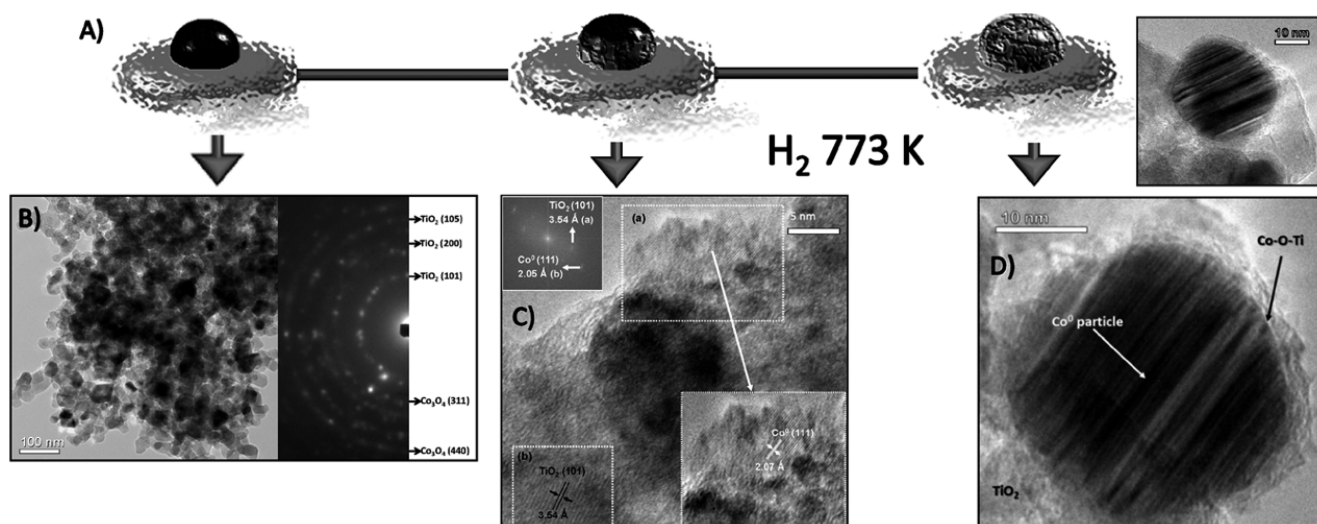 A)
10 nm
H₂ 773 K
B)
TiO₂ (105)
TiO₂ (200)
TiO₂ (101)
Co₃O₄ (311)
Co₃O₄ (440)
100 nm
TiO₂ (101)
3.54 Å (a)
Co⁰ (111)
2.05 Å (b)
(a)
5 nm
C)
Co⁰ (111)
2.07 Å
(b)
TiO₂ (101)
3.54 Å
10 nm
Co-O-Ti
D)
Co⁰ particle
TiO₂